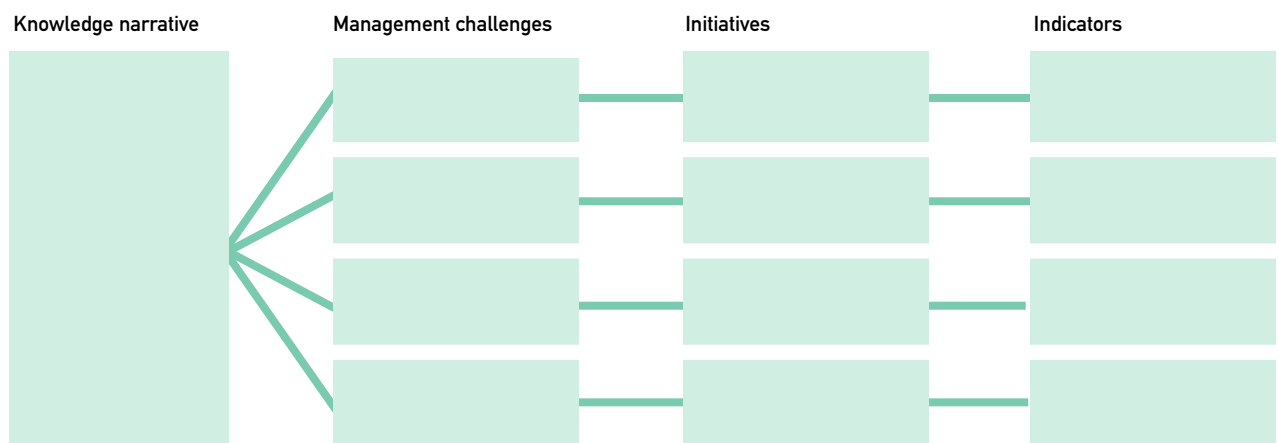 Knowledge narrative
Management challenges
Initiatives
Indicators